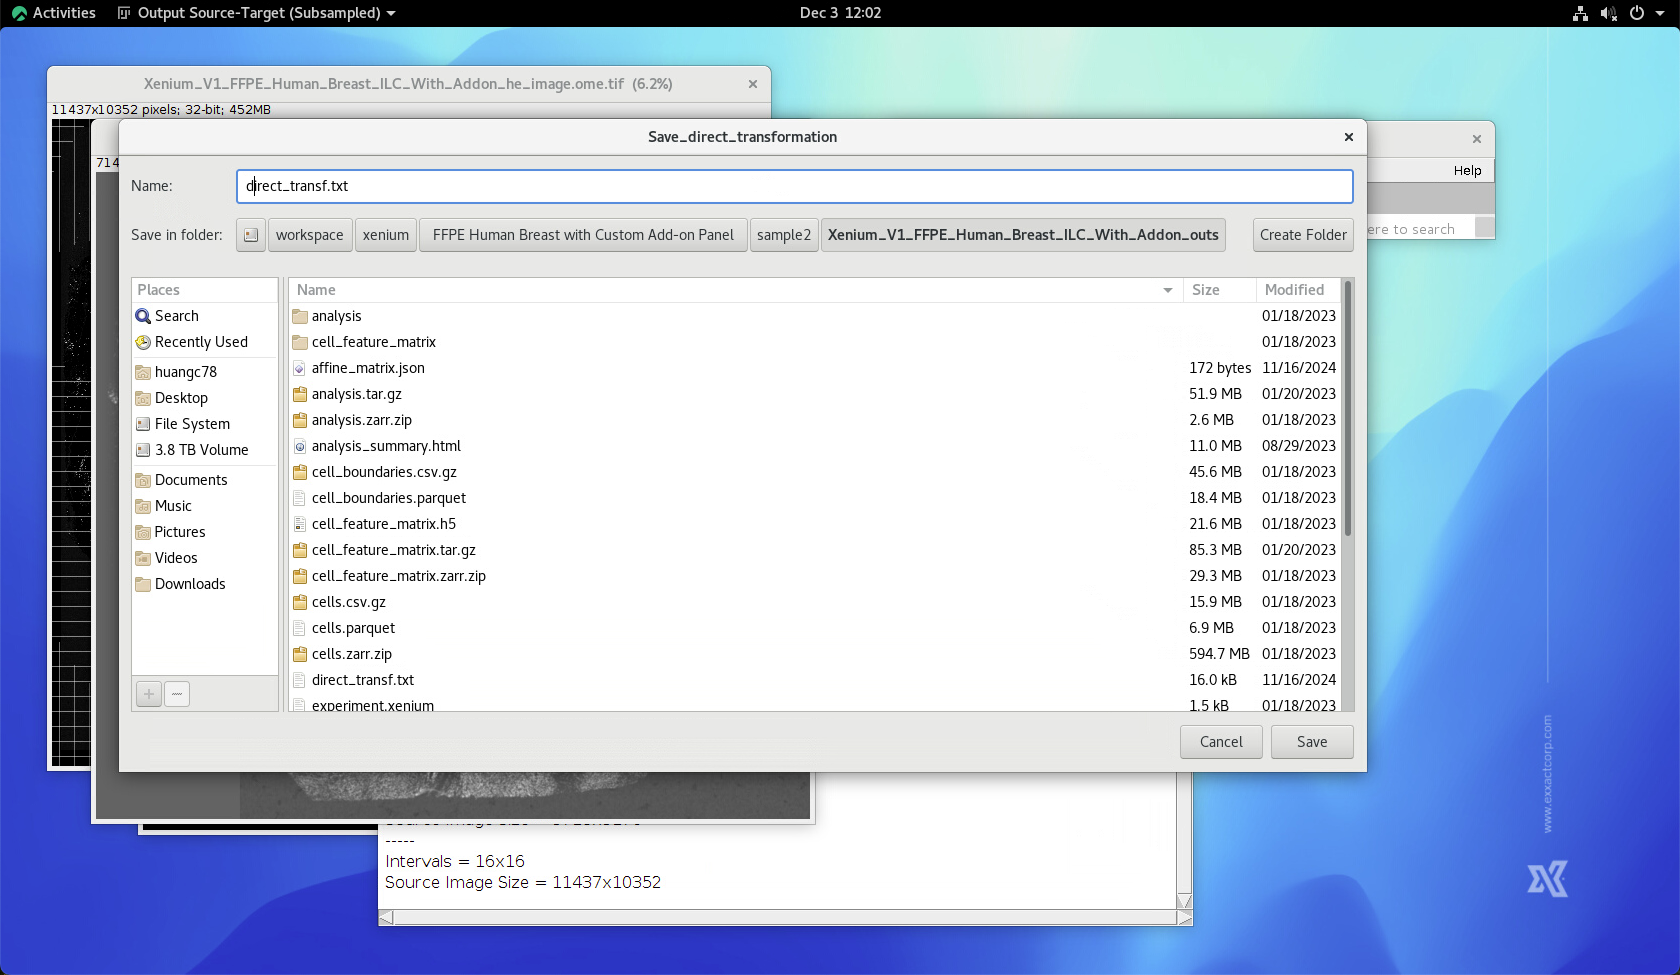 Activities
Output Source-Target (Subsampled)
Dec 3 12:02
Xenium_V1_FFPE_Human_Breast_ILC_With_Addon_he_image.ome.tif (6.2%)
11437x10352 pixels; 32-bit; 452MB
714
Save_direct_transformation
Help
ere to search
Name:
direct_transf.txt
Save in folder:
workspace
xenium
FFPE Human Breast with Custom Add-on Panel
sample2
Xenium_V1_FFPE_Human_Breast_ILC_With_Addon_outs
Create Folder
Places
Search
Recently Used
huangc78
Desktop
File System
3.8 TB Volume
Documents
Music
Pictures
Videos
Downloads
Name Size Modified
analysis 01/18/2023
cell_feature_matrix 01/18/2023
affine_matrix.json 172 bytes 11/16/2024
analysis.tar.gz 51.9 MB 01/20/2023
analysis.zarr.zip 2.6 MB 01/18/2023
analysis_summary.html 11.0 MB 08/29/2023
cell_boundaries.csv.gz 45.6 MB 01/18/2023
cell_boundaries.parquet 18.4 MB 01/18/2023
cell_feature_matrix.h5 21.6 MB 01/18/2023
cell_feature_matrix.tar.gz 85.3 MB 01/20/2023
cell_feature_matrix.zarr.zip 29.3 MB 01/18/2023
cells.csv.gz 15.9 MB 01/18/2023
cells.parquet 6.9 MB 01/18/2023
cells.zarr.zip 594.7 MB 01/18/2023
direct_transf.txt 16.0 kB 11/16/2024
experiment.xenium 1.5 kB 01/18/2023
Cancel
Save
-----
Intervals = 16x16
Source Image Size = 11437x10352
www.exxactcorp.com